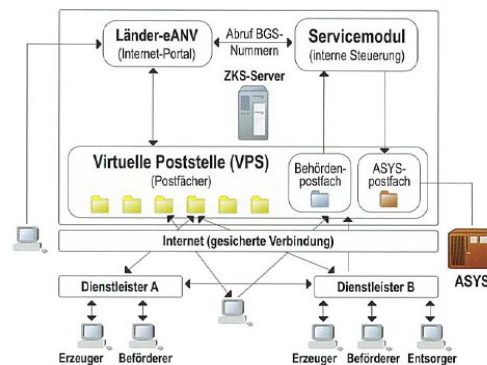 Länder-eANV
(Internet-Portal)
Abruf BGS-
Nummern
Servicemodul
(interne Steuerung)
ZKS-Server
Virtuelle Poststelle (VPS)
(Postfächer)
Behörden-
postfach
ASYS-
postfach
Internet (gesicherte Verbindung)
ASYS
Dienstleister A
Dienstleister B
Erzeuger
Beförderer
Erzeuger
Beförderer
Entsorger